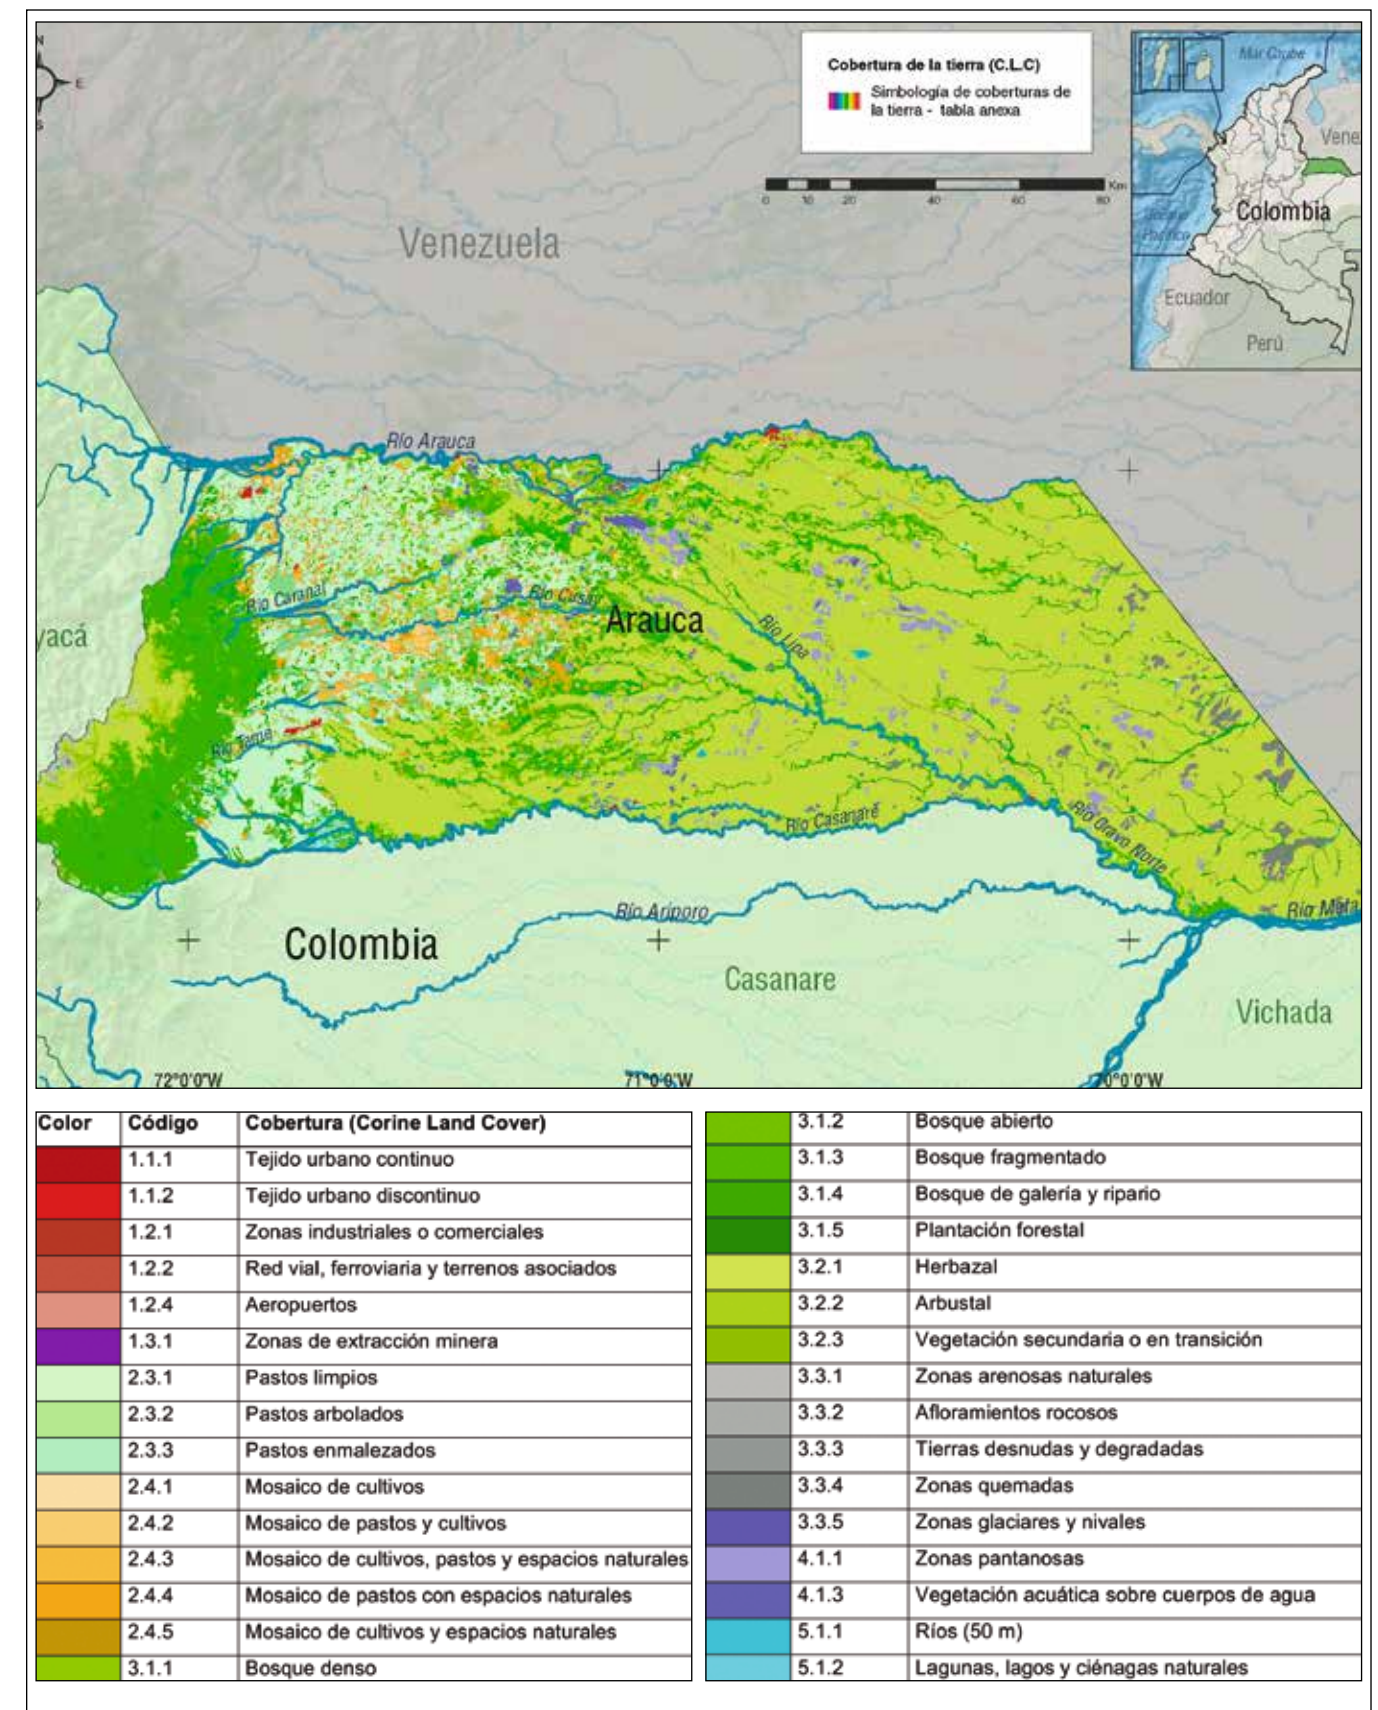 N
E
S
Cobertura de la tierra (C.L.C)
Simbología de coberturas de
la tierra - tabla anexa
Km
0 10 20 40 60 80
Mar Caribe
Vene
Colombia
Océano
Pacífico
Ecuador
Perú
Venezuela
Río Arauca
Río Caranal
Río Cusay
Arauca
Río Lipa
yacá
Río Tame
Río Casanare
Río Bravo Norte
Río Ariporo
Río Meta
Colombia
Casanare
Vichada
72°0'0"W
71°0'0"W
70°0'0"W
Color Código Cobertura (Corine Land Cover)
1.1.1 Tejido urbano continuo
1.1.2 Tejido urbano discontinuo
1.2.1 Zonas industriales o comerciales
1.2.2 Red vial, ferroviaria y terrenos asociados
1.2.4 Aeropuertos
1.3.1 Zonas de extracción minera
2.3.1 Pastos limpios
2.3.2 Pastos arbolados
2.3.3 Pastos enmalezados
2.4.1 Mosaico de cultivos
2.4.2 Mosaico de pastos y cultivos
2.4.3 Mosaico de cultivos, pastos y espacios naturales
2.4.4 Mosaico de pastos con espacios naturales
2.4.5 Mosaico de cultivos y espacios naturales
3.1.1 Bosque denso
3.1.2 Bosque abierto
3.1.3 Bosque fragmentado
3.1.4 Bosque de galería y ripario
3.1.5 Plantación forestal
3.2.1 Herbazal
3.2.2 Arbustal
3.2.3 Vegetación secundaria o en transición
3.3.1 Zonas arenosas naturales
3.3.2 Afloramientos rocosos
3.3.3 Tierras desnudas y degradadas
3.3.4 Zonas quemadas
3.3.5 Zonas glaciares y nivales
4.1.1 Zonas pantanosas
4.1.3 Vegetación acuática sobre cuerpos de agua
5.1.1 Ríos (50 m)
5.1.2 Lagunas, lagos y ciénagas naturales